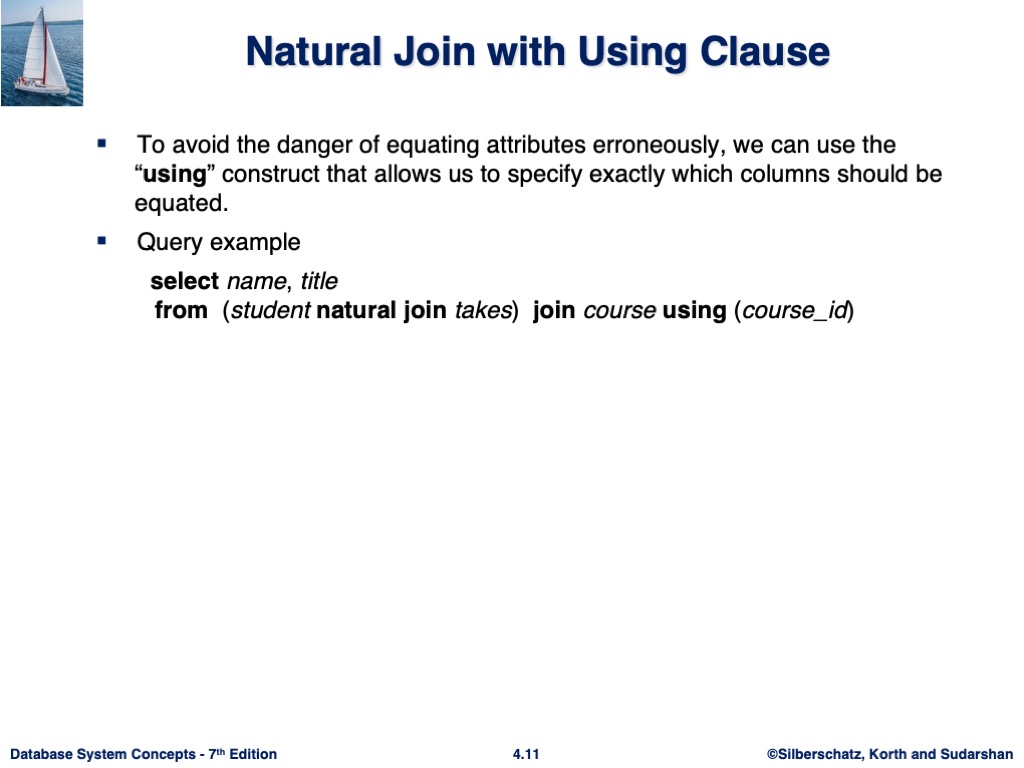 Natural Join with Using Clause
▪ To avoid the danger of equating attributes erroneously, we can use the
“using” construct that allows us to specify exactly which columns should be
equated.
▪ Query example
select name, title
from (student natural join takes) join course using (course_id)
Database System Concepts - 7th Edition
4.11
©Silberschatz, Korth and Sudarshan